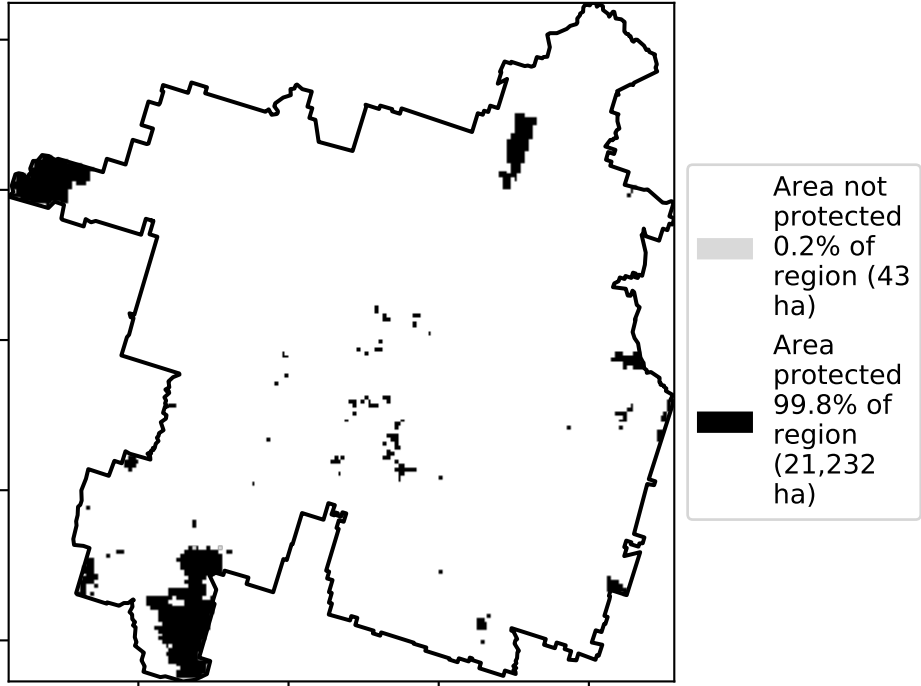 Area not
protected
0.2% of
region (43
ha)
Area
protected
99.8% of
region
(21,232
ha)